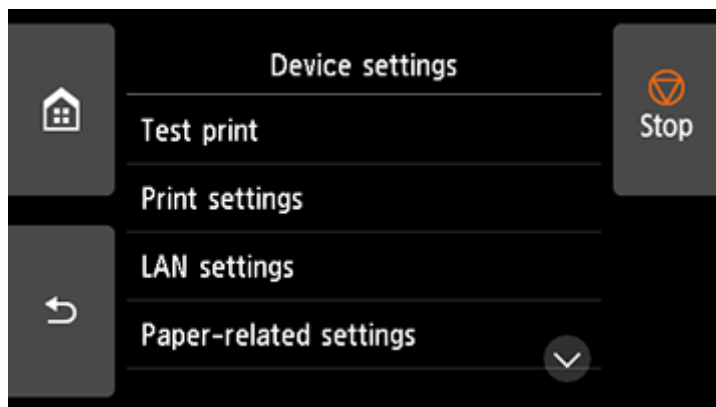 Device settings
Stop
Test print
Print settings
LAN settings
Paper-related settings